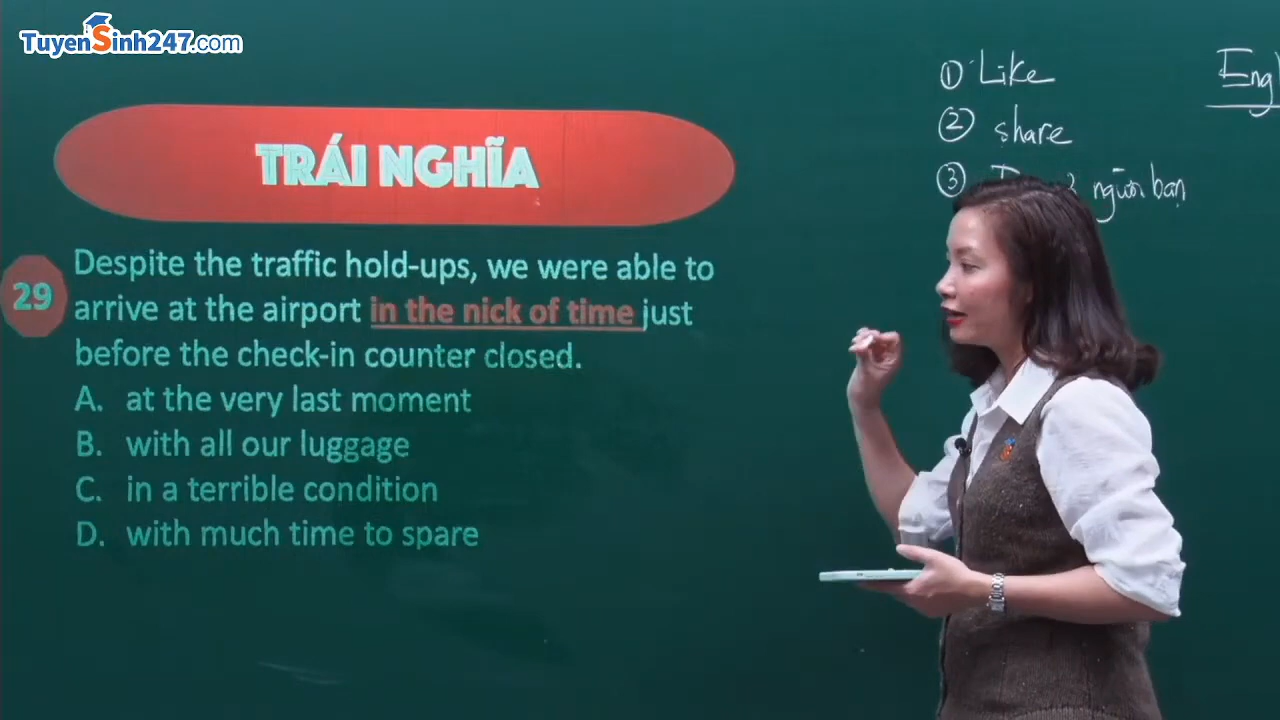 TuyenSinh247.com
① Like
② share
③ người bạn
Eng
TRÁI NGHĨA
29
Despite the traffic hold-ups, we were able to
arrive at the airport in the nick of time just
before the check-in counter closed.
A. at the very last moment
B. with all our luggage
C. in a terrible condition
D. with much time to spare